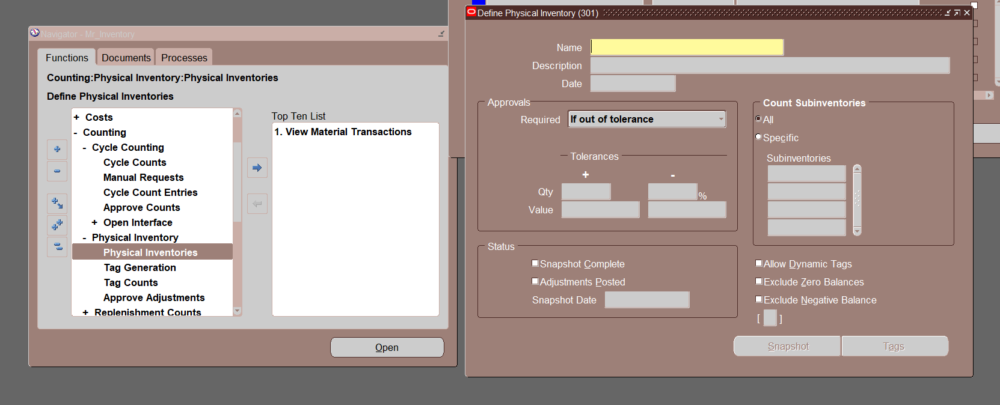 Navigator - Mr_Inventory
Functions
Documents
Processes
Counting:Physical Inventory:Physical Inventories
Define Physical Inventories
+ Costs
- Counting
- Cycle Counting
Cycle Counts
Manual Requests
Cycle Count Entries
Approve Counts
+ Open Interface
- Physical Inventory
Physical Inventories
Tag Generation
Tag Counts
Approve Adjustments
+ Replenishment Counts
Top Ten List
1. View Material Transactions
Open
Define Physical Inventory (301)
Name
Description
Date
Approvals
Required If out of tolerance
Tolerances
+ -
Qty %
Value
Count Subinventories
All
Specific
Subinventories
Status
Snapshot Complete
Adjustments Posted
Snapshot Date
Allow Dynamic Tags
Exclude Zero Balances
Exclude Negative Balance
[ ]
Snapshot
Tags